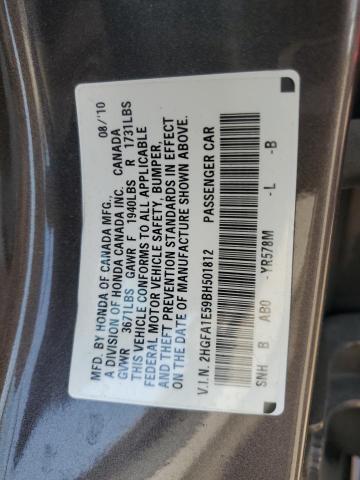 MFD. BY HONDA OF CANADA MFG., 08/'10
A DIVISION OF HONDA CANADA INC. CANADA
GVWR 3671LBS GAWR F 1940LBS R 1731LBS
THIS VEHICLE CONFORMS TO ALL APPLICABLE
FEDERAL MOTOR VEHICLE SAFETY, BUMPER,
AND THEFT PREVENTION STANDARDS IN EFFECT
ON THE DATE OF MANUFACTURE SHOWN ABOVE.
V.I.N. 2HGFA1E59BH501812 PASSENGER CAR
SNH B AB0 -YR578M -L -B